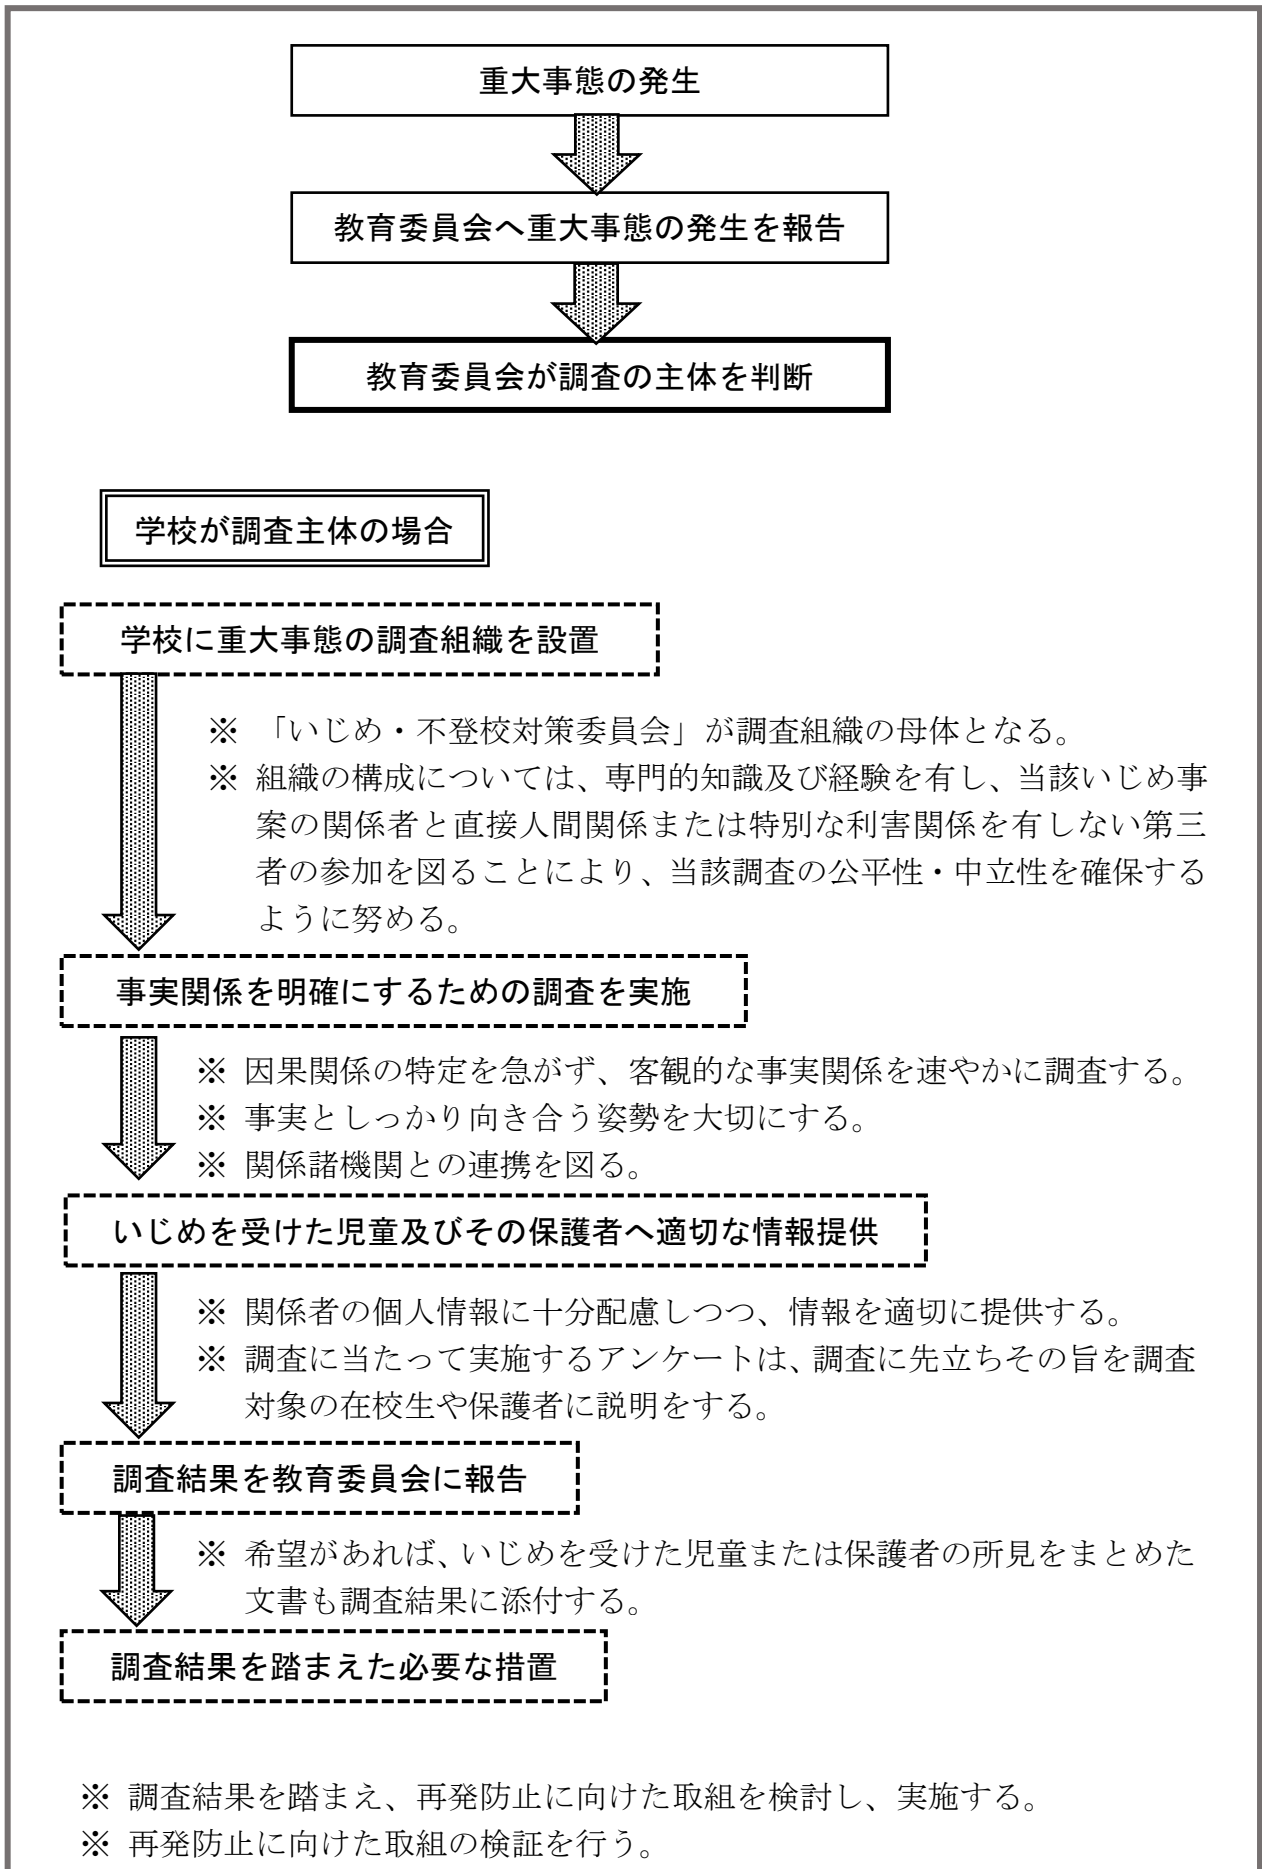 重大事態の発生
教育委員会へ重大事態の発生を報告
教育委員会が調査の主体を判断
学校が調査主体の場合
学校に重大事態の調査組織を設置
※ 「いじめ・不登校対策委員会」が調査組織の母体となる。
※ 組織の構成については、専門的知識及び経験を有し、当該いじめ事
案の関係者と直接人間関係または特別な利害関係を有しない第三
者の参加を図ることにより、当該調査の公平性・中立性を確保する
ように努める。
事実関係を明確にするための調査を実施
※ 因果関係の特定を急がず、客観的な事実関係を速やかに調査する。
※ 事実としっかり向き合う姿勢を大切にする。
※ 関係諸機関との連携を図る。
いじめを受けた児童及びその保護者へ適切な情報提供
※ 関係者の個人情報に十分配慮しつつ、情報を適切に提供する。
※ 調査に当たって実施するアンケートは、調査に先立ちその旨を調査
対象の在校生や保護者に説明をする。
調査結果を教育委員会に報告
※ 希望があれば、いじめを受けた児童または保護者の所見をまとめた
文書も調査結果に添付する。
調査結果を踏まえた必要な措置
※ 調査結果を踏まえ、再発防止に向けた取組を検討し、実施する。
※ 再発防止に向けた取組の検証を行う。